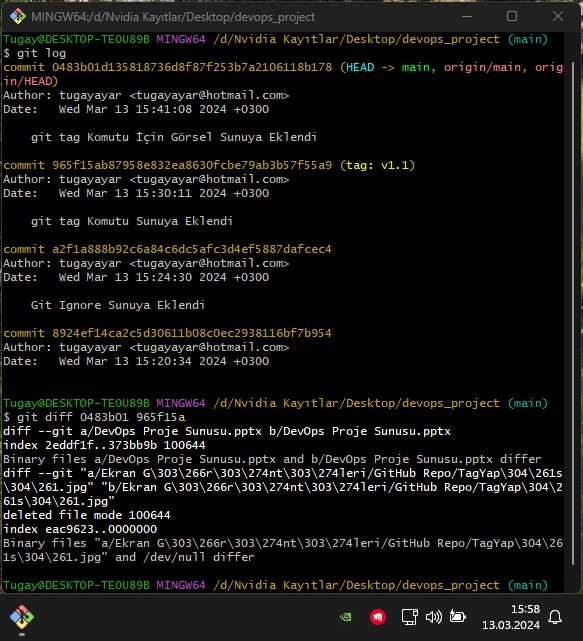 MINGW64:/d/Nvidia Kayıtlar/Desktop/devops_project
Tugay@DESKTOP-TEOU89B MINGW64 /d/Nvidia Kayıtlar/Desktop/devops_project (main)
$ git log
commit 0483b01d135818736d8f87f253b7a2106118b178 (HEAD -> main, origin/main, orig
in/HEAD)
Author: tugayayar <tugayayar@hotmail.com>
Date:   Wed Mar 13 15:41:08 2024 +0300
    git tag Komutu İçin Görsel Sunuya Eklendi
commit 965f15ab87958e832ea8630fcbe79ab3b57f55a9 (tag: v1.1)
Author: tugayayar <tugayayar@hotmail.com>
Date:   Wed Mar 13 15:30:11 2024 +0300
    git tag Komutu Sunuya Eklendi
commit a2f1a888b92c6a84c6dc5afc3d4ef5887dafcec4
Author: tugayayar <tugayayar@hotmail.com>
Date:   Wed Mar 13 15:24:30 2024 +0300
    Git Ignore Sunuya Eklendi
commit 8924ef14ca2c5d30611b08c0ec2938116bf7b954
Author: tugayayar <tugayayar@hotmail.com>
Date:   Wed Mar 13 15:20:34 2024 +0300
Tugay@DESKTOP-TEOU89B MINGW64 /d/Nvidia Kayıtlar/Desktop/devops_project (main)
$ git diff 0483b01 965f15a
diff --git a/DevOps Proje Sunusu.pptx b/DevOps Proje Sunusu.pptx
index 2eddf1f..373bb9b 100644
Binary files a/DevOps Proje Sunusu.pptx and b/DevOps Proje Sunusu.pptx differ
diff --git "a/Ekran G\303\266r\303\274nt\303\274leri/GitHub Repo/TagYap\304\261s
\304\261.jpg" "b/Ekran G\303\266r\303\274nt\303\274leri/GitHub Repo/TagYap\304\2
61s\304\261.jpg"
deleted file mode 100644
index eac9623..0000000
Binary files "a/Ekran G\303\266r\303\274nt\303\274leri/GitHub Repo/TagYap\304\26
1s\304\261.jpg" and /dev/null differ
Tugay@DESKTOP-TEOU89B MINGW64 /d/Nvidia Kayıtlar/Desktop/devops_project (main)
15:58
13.03.2024